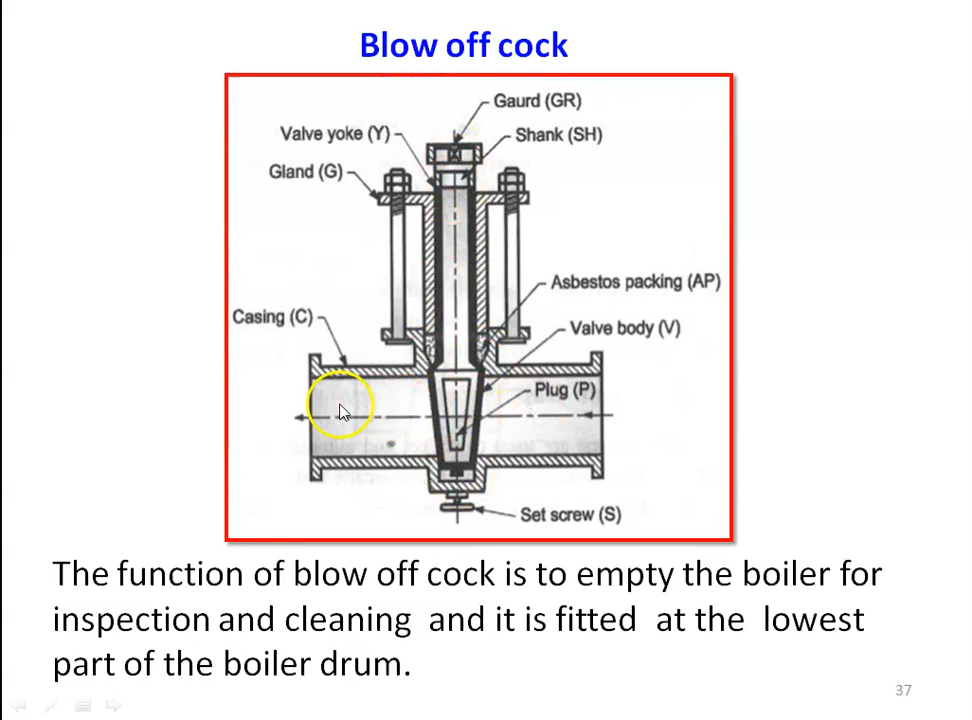 Blow off cock
Gaurd (GR)
Valve yoke (Y)
Shank (SH)
Gland (G)
Asbestos packing (AP)
Casing (C)
Valve body (V)
Plug (P)
Set screw (S)
The function of blow off cock is to empty the boiler for
inspection and cleaning and it is fitted at the lowest
part of the boiler drum.
37